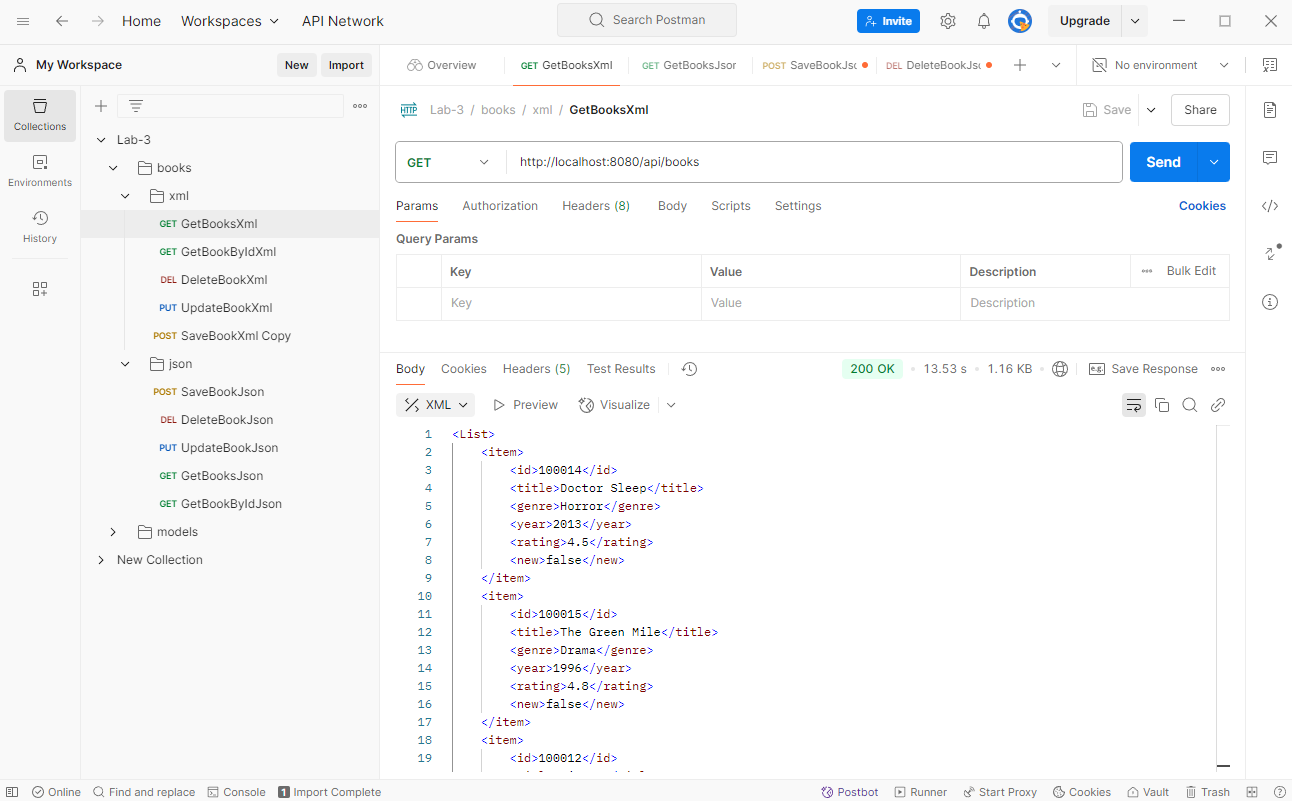 Home Workspaces API Network Search Postman Invite Upgrade
My Workspace New Import
Overview GET GetBooksXml GET GetBooksJson POST SaveBookJsc DEL DeleteBookJsc No environment
Collections
Environments
History
Lab-3
books
xml
GET GetBooksXml
GET GetBookByIdXml
DEL DeleteBookXml
PUT UpdateBookXml
POST SaveBookXml Copy
json
POST SaveBookJson
DEL DeleteBookJson
PUT UpdateBookJson
GET GetBooksJson
GET GetBookByIdJson
models
New Collection
HTTP Lab-3 / books / xml / GetBooksXml Save Share
GET http://localhost:8080/api/books Send
Params Authorization Headers (8) Body Scripts Settings Cookies
Query Params
Key Value Description Bulk Edit
Key Value Description
Body Cookies Headers (5) Test Results 200 OK 13.53 s 1.16 KB e.g. Save Response
XML Preview Visualize
1 <List>
2 <item>
3 <id>100014</id>
4 <title>Doctor Sleep</title>
5 <genre>Horror</genre>
6 <year>2013</year>
7 <rating>4.5</rating>
8 <new>false</new>
9 </item>
10 <item>
11 <id>100015</id>
12 <title>The Green Mile</title>
13 <genre>Drama</genre>
14 <year>1996</year>
15 <rating>4.8</rating>
16 <new>false</new>
17 </item>
18 <item>
19 <id>100012</id>
Online Find and replace Console 1 Import Complete Postbot Runner Start Proxy Cookies Vault Trash